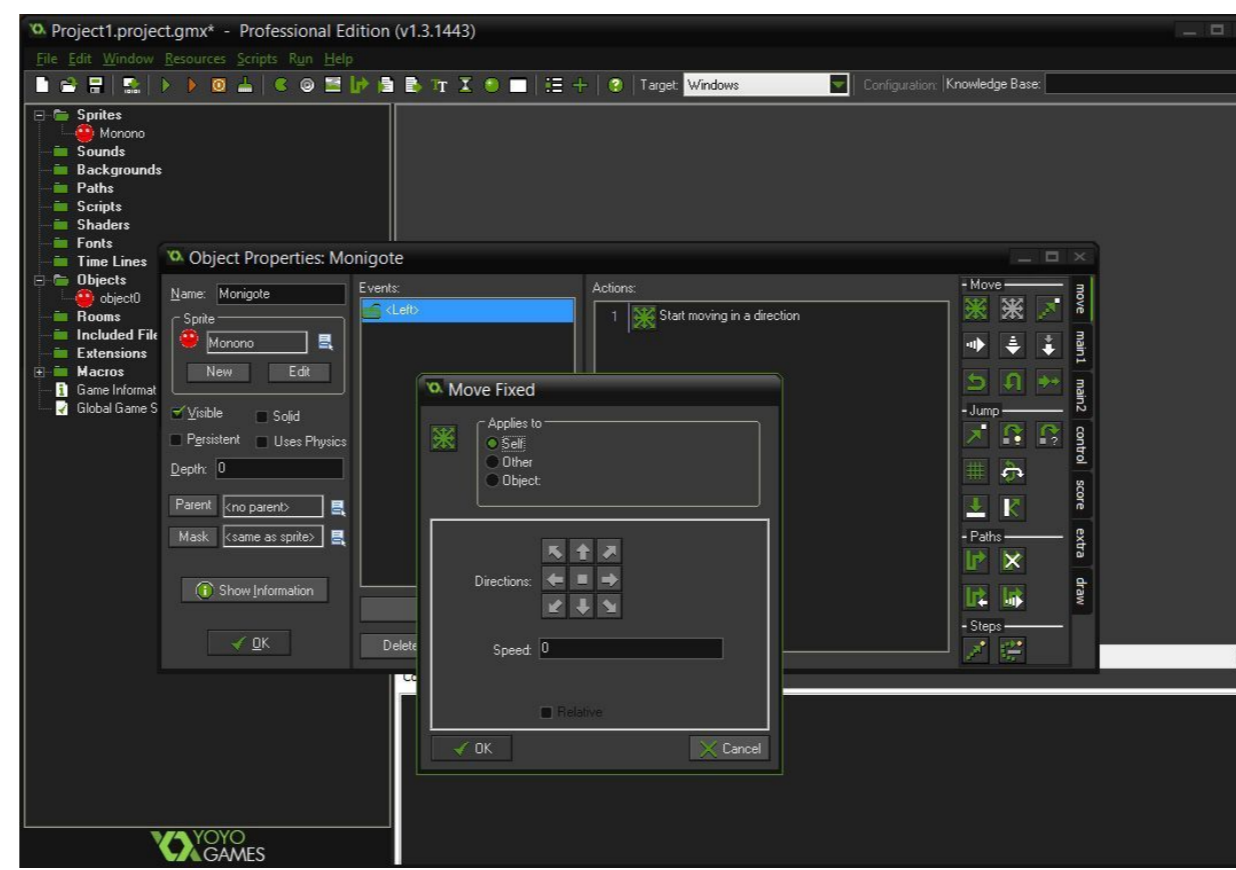 Project1.project.gmx* - Professional Edition (v1.3.1443)
File Edit Window Resources Scripts Run Help
Target: Windows Configuration: Knowledge Base:
Sprites
Monono
Sounds
Backgrounds
Paths
Scripts
Shaders
Fonts
Time Lines
Objects
object0
Rooms
Included File
Extensions
Macros
Game Informat
Global Game S
Object Properties: Monigote
Name: Monigote
Sprite
Monono
New Edit
Visible Solid
Persistent Uses Physics
Depth: 0
Parent <no parent>
Mask <same as sprite>
Show Information
OK
Events:
<Left>
Delete
Actions:
1 Start moving in a direction
Move
Jump
Paths
Steps
move
main1
main2
control
score
extra
draw
Move Fixed
Applies to
Self
Other
Object:
Directions:
Speed: 0
Relative
OK Cancel
YOYO
GAMES